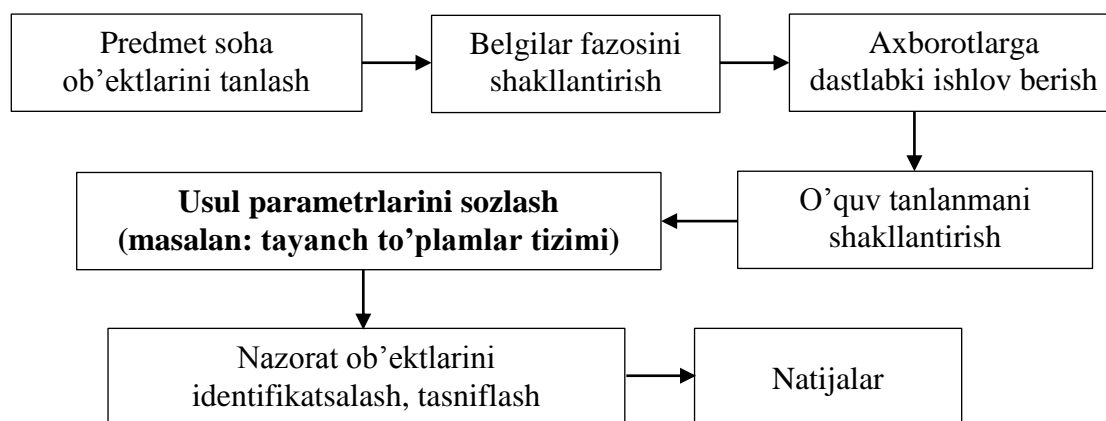 Predmet soha
ob’ektlarini tanlash
Belgilar fazosini
shakllantirish
Axborotlarga
dastlabki ishlov berish
O’quv tanlanmani
shakllantirish
Usul parametrlarini sozlash
(masalan: tayanch to’plamlar tizimi)
Nazorat ob’ektlarini
identifikatsalash, tasniflash
Natijalar